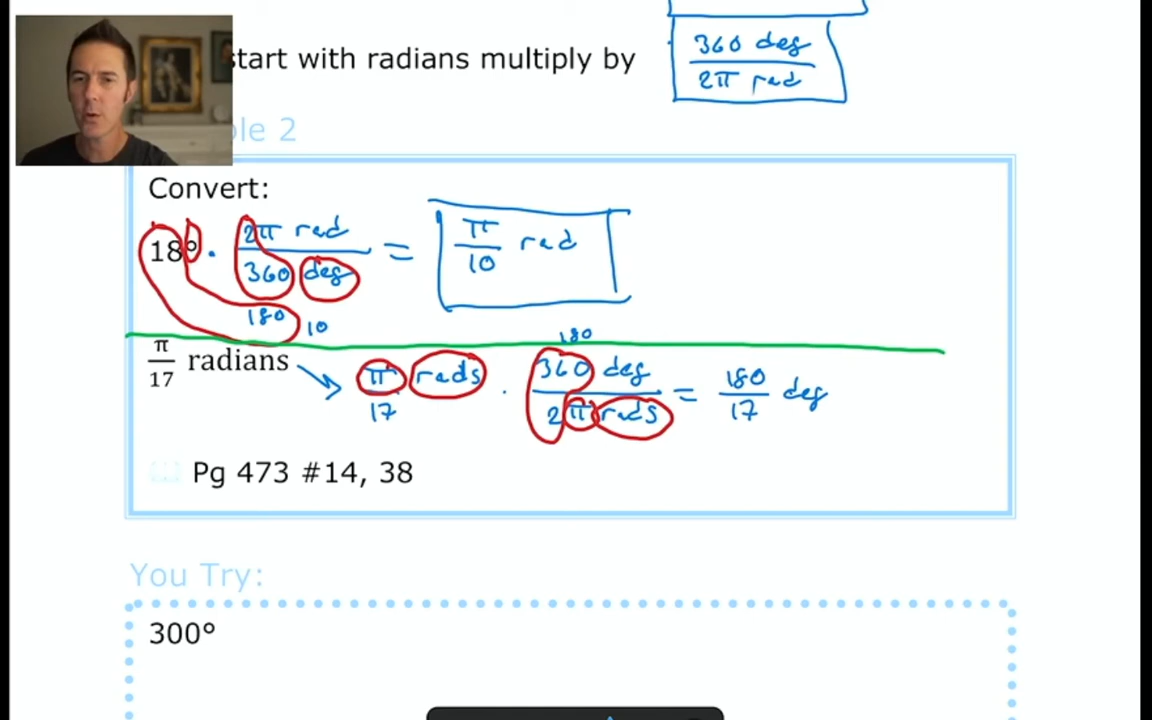 360 deg
start with radians multiply by
2π rad
ple 2
Convert:
18° · 2π rad / 360 deg = π/10 rad
180 10
180
π/17 radians → π/17 rads · 360 deg / 2π rads = 180/17 deg
Pg 473 #14, 38
You Try:
300°